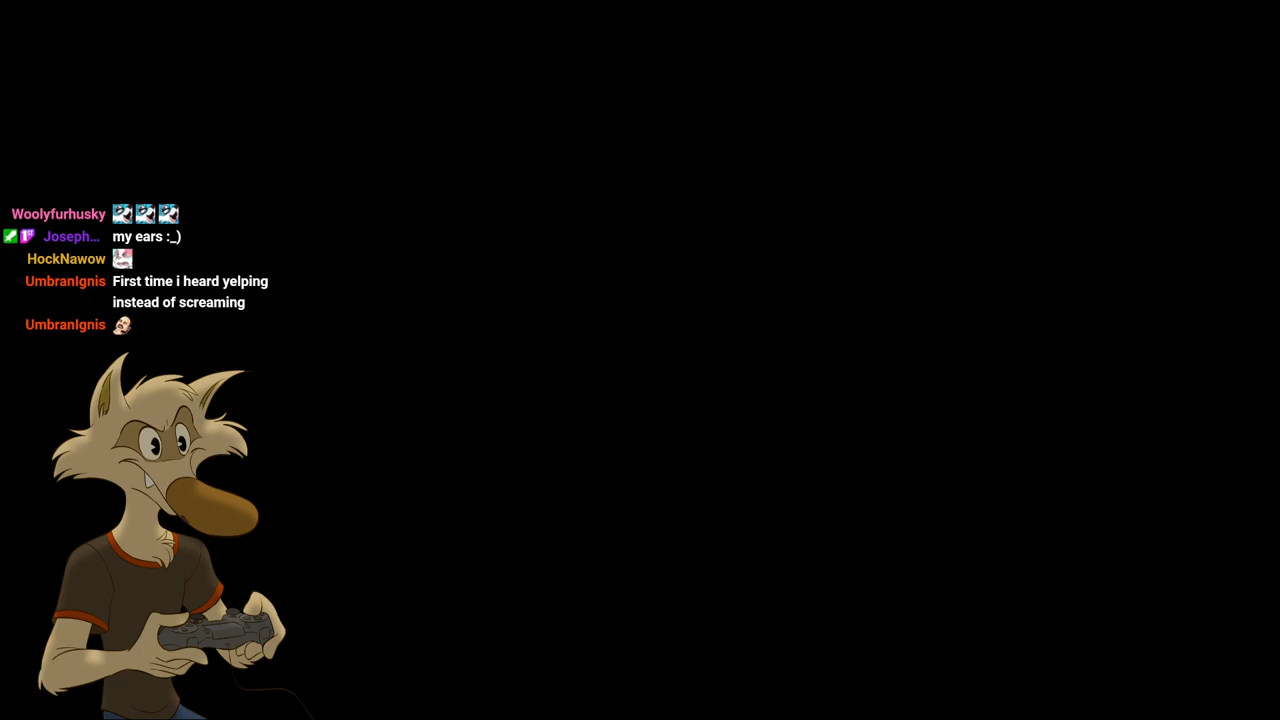 Woolyfurhusky
Joseph... my ears :_)
HockNawow
UmbranIgnis First time i heard yelping
instead of screaming
UmbranIgnis